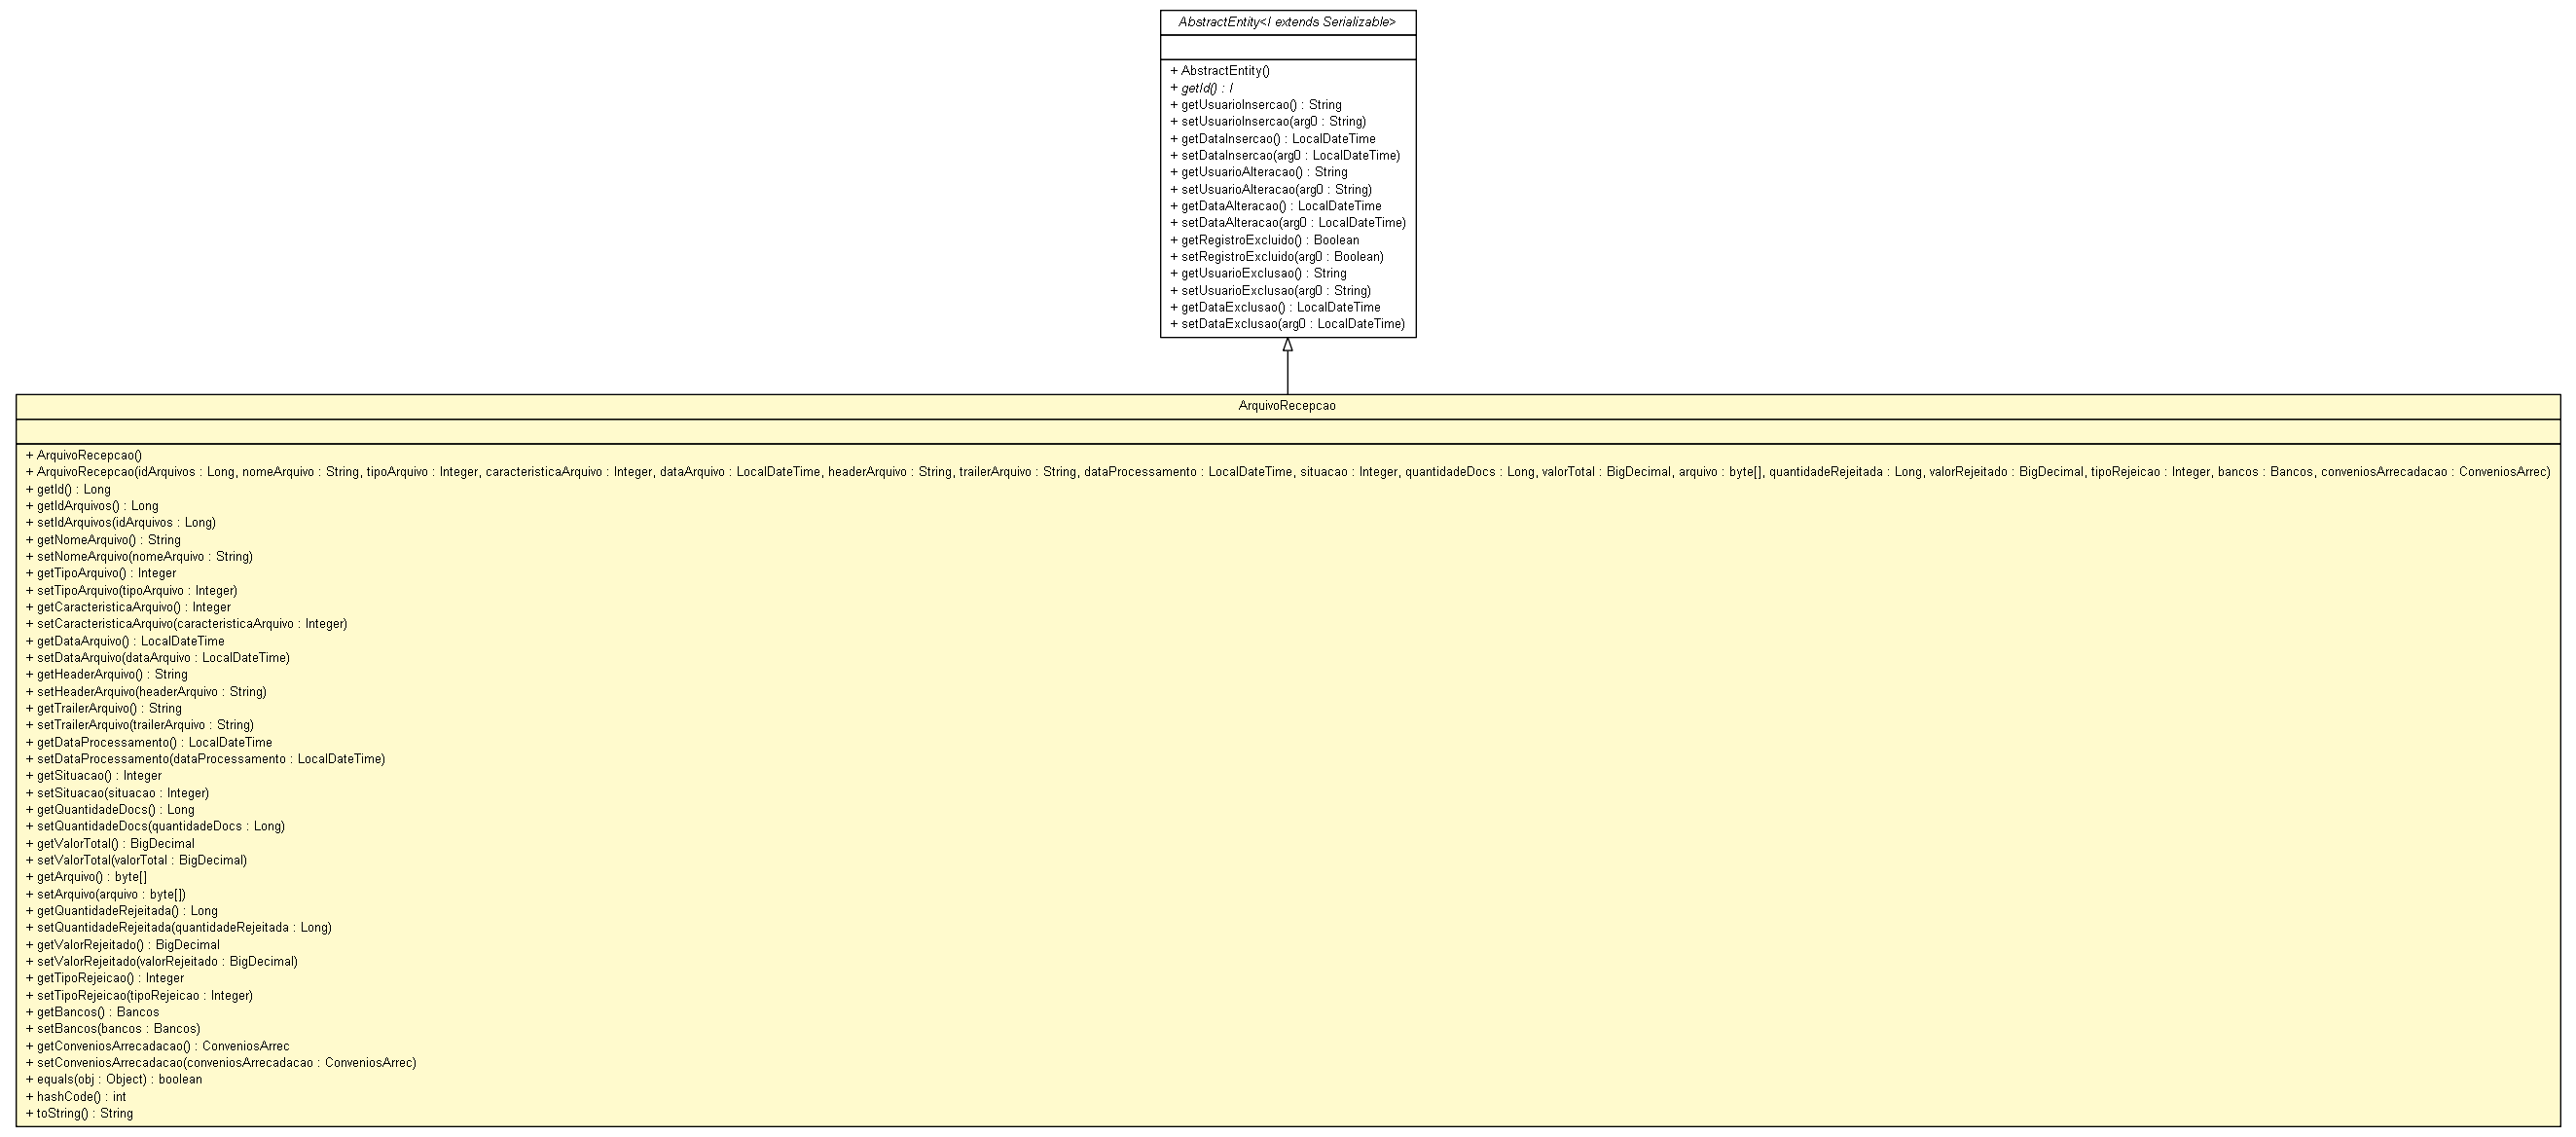 AbstractEntity<I extends Serializable>
+ AbstractEntity()
+ getId() : I
+ getUsuarioInsercao() : String
+ setUsuarioInsercao(arg0 : String)
+ getDataInsercao() : LocalDateTime
+ setDataInsercao(arg0 : LocalDateTime)
+ getUsuarioAlteracao() : String
+ setUsuarioAlteracao(arg0 : String)
+ getDataAlteracao() : LocalDateTime
+ setDataAlteracao(arg0 : LocalDateTime)
+ getRegistroExcluido() : Boolean
+ setRegistroExcluido(arg0 : Boolean)
+ getUsuarioExclusao() : String
+ setUsuarioExclusao(arg0 : String)
+ getDataExclusao() : LocalDateTime
+ setDataExclusao(arg0 : LocalDateTime)
ArquivoRecepcao
+ ArquivoRecepcao()
+ ArquivoRecepcao(idArquivos : Long, nomeArquivo : String, tipoArquivo : Integer, caracteristicaArquivo : Integer, dataArquivo : LocalDateTime, headerArquivo : String, trailerArquivo : String, dataProcessamento : LocalDateTime, situacao : Integer, quantidadeDocs : Long, valorTotal : BigDecimal, arquivo : byte[], quantidadeRejeitada : Long, valorRejeitado : BigDecimal, tipoRejeicao : Integer, bancos : Bancos, conveniosArrecadacao : ConveniosArrec)
+ getId() : Long
+ getIdArquivos() : Long
+ setIdArquivos(idArquivos : Long)
+ getNomeArquivo() : String
+ setNomeArquivo(nomeArquivo : String)
+ getTipoArquivo() : Integer
+ setTipoArquivo(tipoArquivo : Integer)
+ getCaracteristicaArquivo() : Integer
+ setCaracteristicaArquivo(caracteristicaArquivo : Integer)
+ getDataArquivo() : LocalDateTime
+ setDataArquivo(dataArquivo : LocalDateTime)
+ getHeaderArquivo() : String
+ setHeaderArquivo(headerArquivo : String)
+ getTrailerArquivo() : String
+ setTrailerArquivo(trailerArquivo : String)
+ getDataProcessamento() : LocalDateTime
+ setDataProcessamento(dataProcessamento : LocalDateTime)
+ getSituacao() : Integer
+ setSituacao(situacao : Integer)
+ getQuantidadeDocs() : Long
+ setQuantidadeDocs(quantidadeDocs : Long)
+ getValorTotal() : BigDecimal
+ setValorTotal(valorTotal : BigDecimal)
+ getArquivo() : byte[]
+ setArquivo(arquivo : byte[])
+ getQuantidadeRejeitada() : Long
+ setQuantidadeRejeitada(quantidadeRejeitada : Long)
+ getValorRejeitado() : BigDecimal
+ setValorRejeitado(valorRejeitado : BigDecimal)
+ getTipoRejeicao() : Integer
+ setTipoRejeicao(tipoRejeicao : Integer)
+ getBancos() : Bancos
+ setBancos(bancos : Bancos)
+ getConveniosArrecadacao() : ConveniosArrec
+ setConveniosArrecadacao(conveniosArrecadacao : ConveniosArrec)
+ equals(obj : Object) : boolean
+ hashCode() : int
+ toString() : String